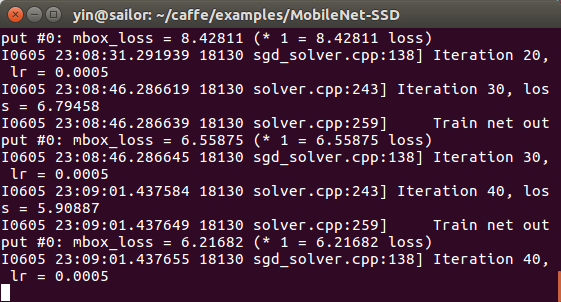 yin@sailor: ~/caffe/examples/MobileNet-SSD
put #0: mbox_loss = 8.42811 (* 1 = 8.42811 loss)
I0605 23:08:31.291939 18130 sgd_solver.cpp:138] Iteration 20,
 lr = 0.0005
I0605 23:08:46.286619 18130 solver.cpp:243] Iteration 30, los
s = 6.79458
I0605 23:08:46.286639 18130 solver.cpp:259]     Train net out
put #0: mbox_loss = 6.55875 (* 1 = 6.55875 loss)
I0605 23:08:46.286645 18130 sgd_solver.cpp:138] Iteration 30,
 lr = 0.0005
I0605 23:09:01.437584 18130 solver.cpp:243] Iteration 40, los
s = 5.90887
I0605 23:09:01.437649 18130 solver.cpp:259]     Train net out
put #0: mbox_loss = 6.21682 (* 1 = 6.21682 loss)
I0605 23:09:01.437655 18130 sgd_solver.cpp:138] Iteration 40,
 lr = 0.0005